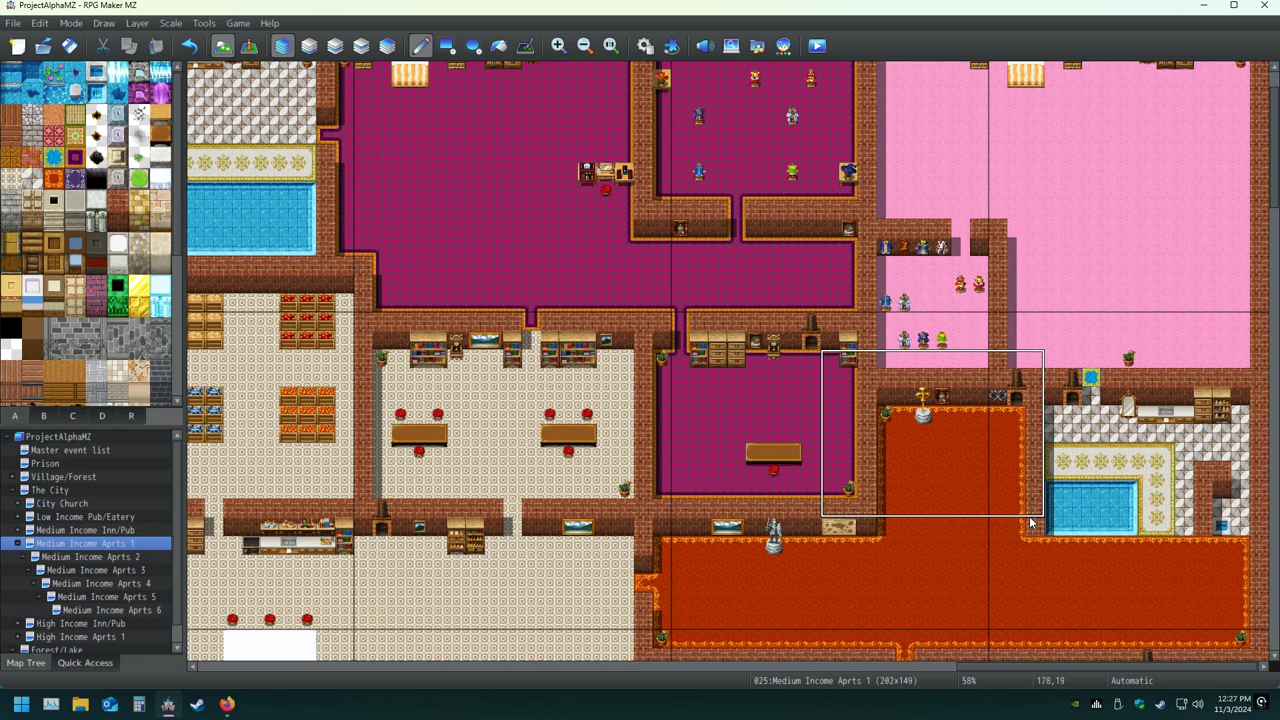 ProjectAlphaMZ - RPG Maker MZ
File Edit Mode Draw Layer Scale Tools Game Help
1:1
A B C D R
ProjectAlphaMZ
Master event list
Prison
Village/Forest
The City
City Church
Low Income Pub/Eatery
Medium Income Inn/Pub
Medium Income Aprts 1
Medium Income Aprts 2
Medium Income Aprts 3
Medium Income Aprts 4
Medium Income Aprts 5
Medium Income Aprts 6
High Income Inn/Pub
High Income Aprts 1
Forest/Lake
Map Tree Quick Access
025:Medium Income Aprts 1 (202x149) 58% 178,19 Automatic
12:27 PM
11/3/2024